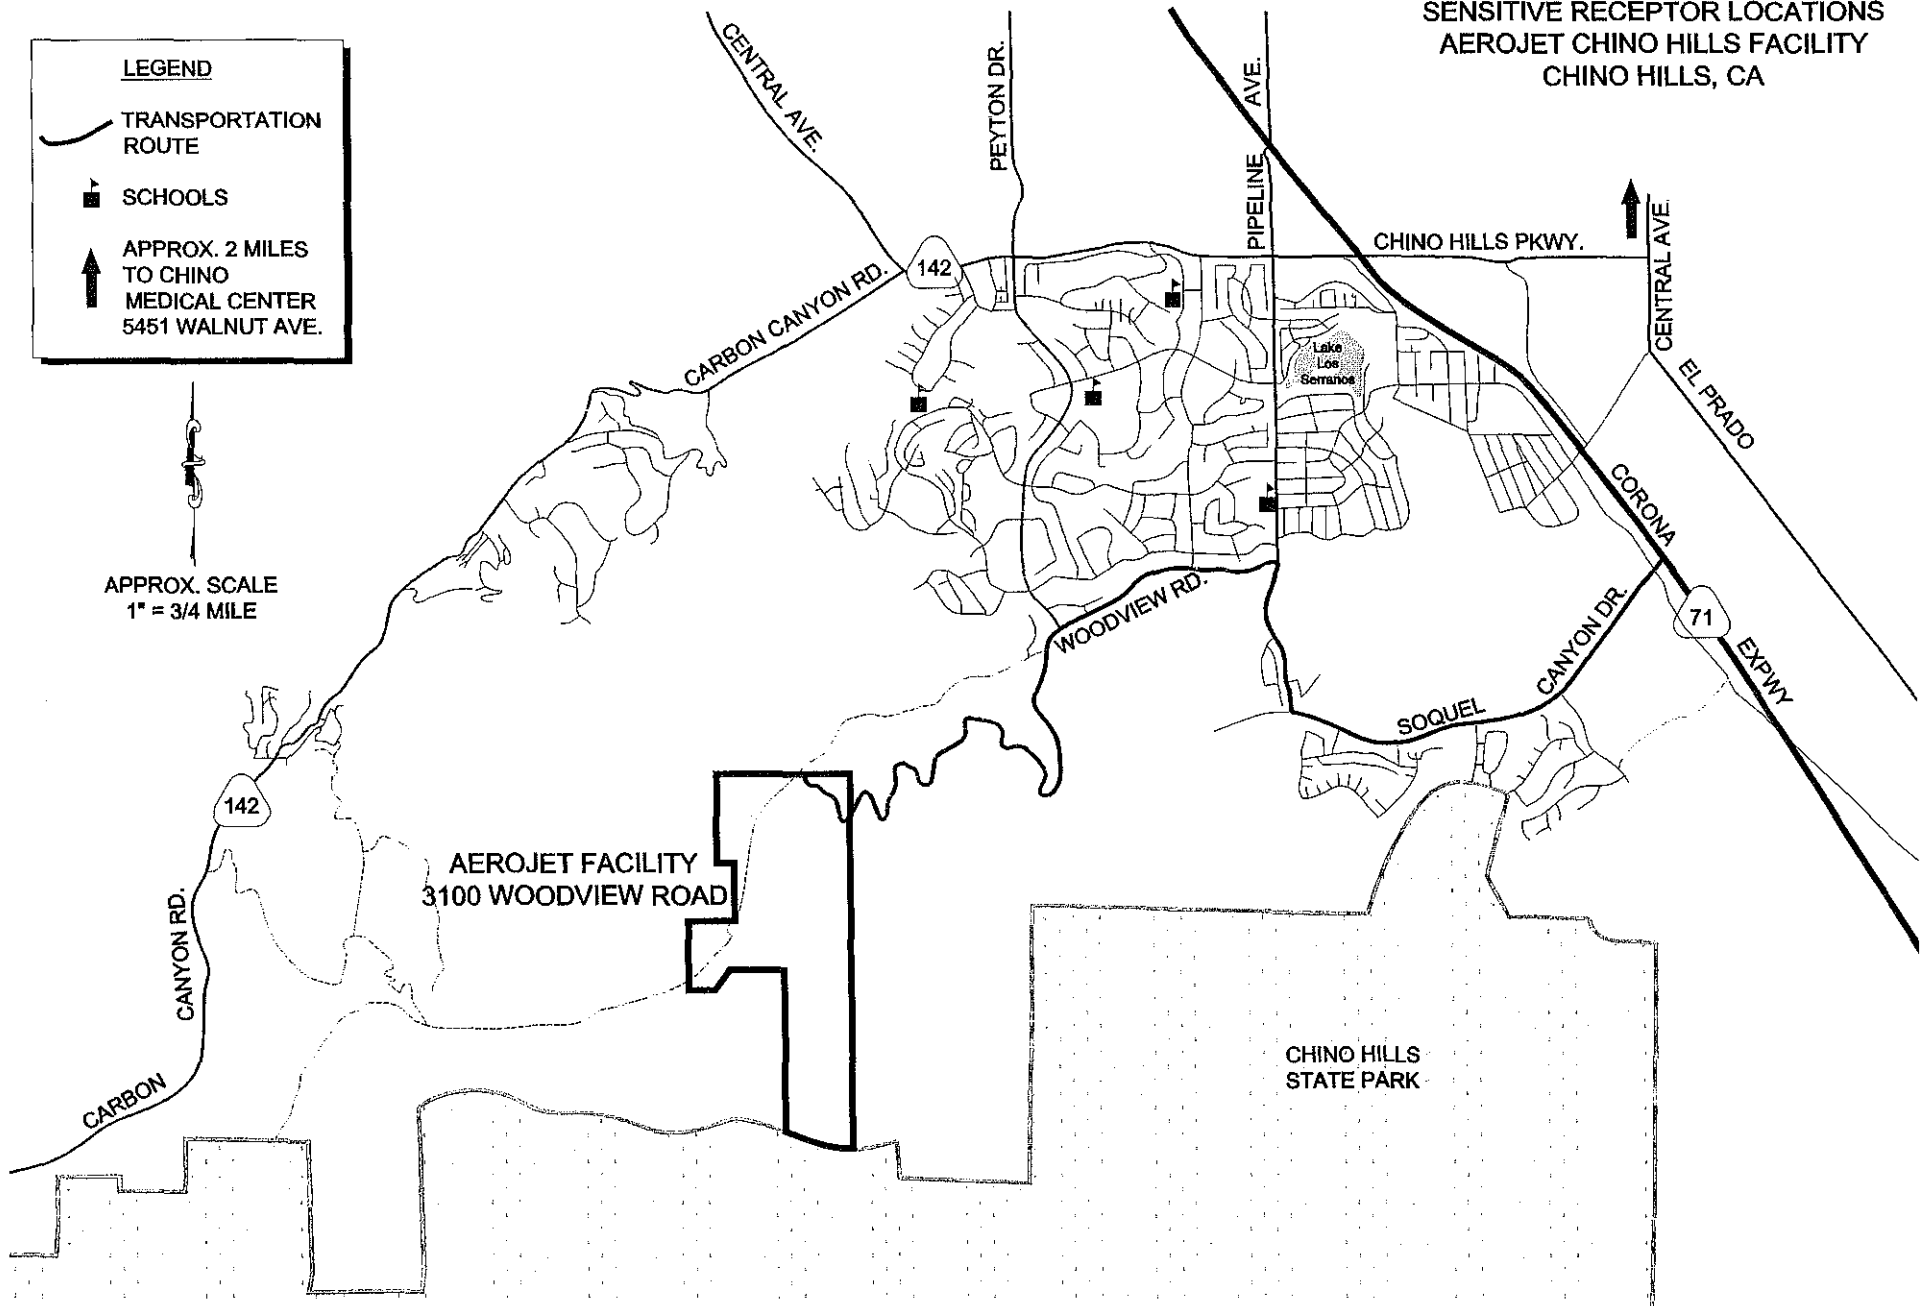 SENSITIVE RECEPTOR LOCATIONS
AEROJET CHINO HILLS FACILITY
CHINO HILLS, CA
LEGEND
TRANSPORTATION
ROUTE
SCHOOLS
APPROX. 2 MILES
TO CHINO
MEDICAL CENTER
5451 WALNUT AVE.
APPROX. SCALE
1" = 3/4 MILE
CENTRAL AVE.
PEYTON DR.
PIPELINE AVE.
CHINO HILLS PKWY.
CENTRAL AVE.
EL PRADO
142
CARBON CANYON RD.
Lake
Los
Serranos
CORONA
EXPWY
71
WOODVIEW RD.
SOQUEL
CANYON DR.
142
CARBON
CANYON RD.
AEROJET FACILITY
3100 WOODVIEW ROAD
CHINO HILLS
STATE PARK